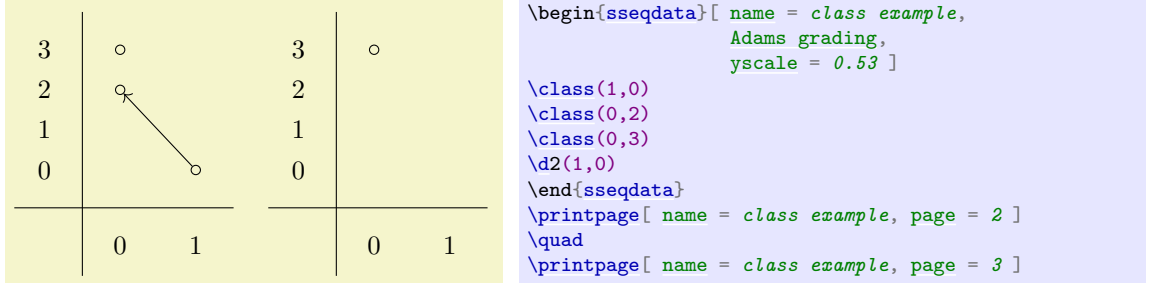 3 3
2 2
1 1
0 0
0 1 0 1
\begin{sseqdata}[ name = class example,
Adams grading,
yscale = 0.53 ]
\class(1,0)
\class(0,2)
\class(0,3)
\d2(1,0)
\end{sseqdata}
\printpage[ name = class example, page = 2 ]
\quad
\printpage[ name = class example, page = 3 ]